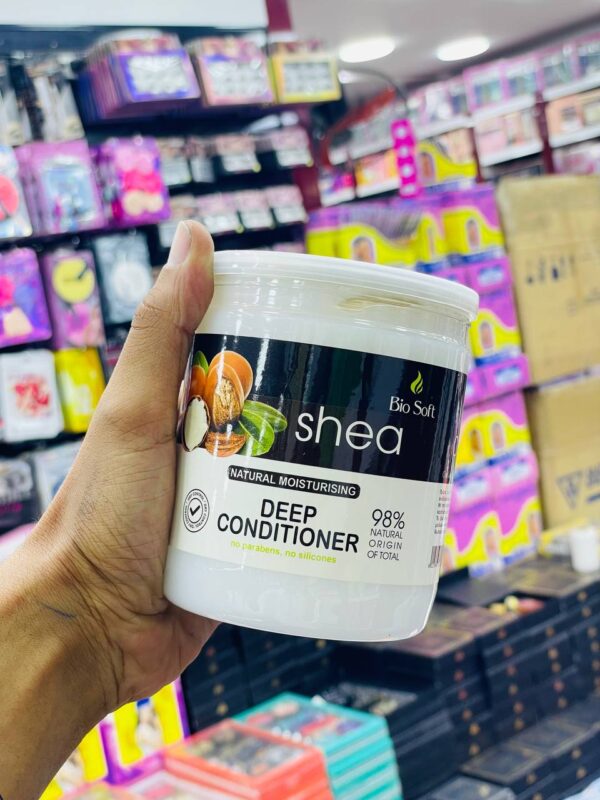 Bio Soft
shea
NATURAL MOISTURISING
DEEP
CONDITIONER
no parabens, no silicones
98%
NATURAL
ORIGIN
OF TOTAL